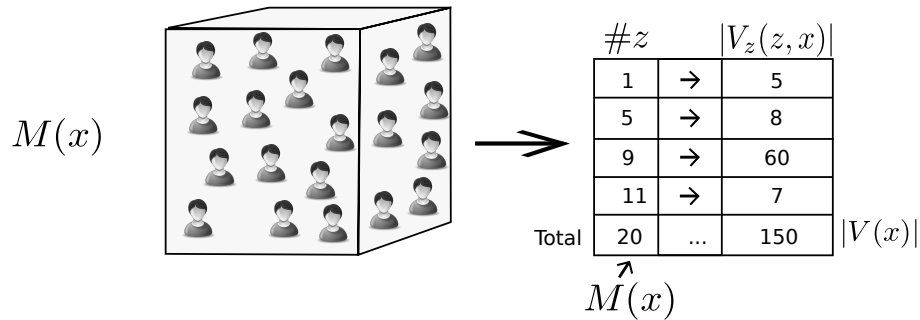 #z |V_z(z, x)|
M(x)
1 → 5
5 → 8
9 → 60
11 → 7
Total 20 ... 150 |V(x)|
M(x)